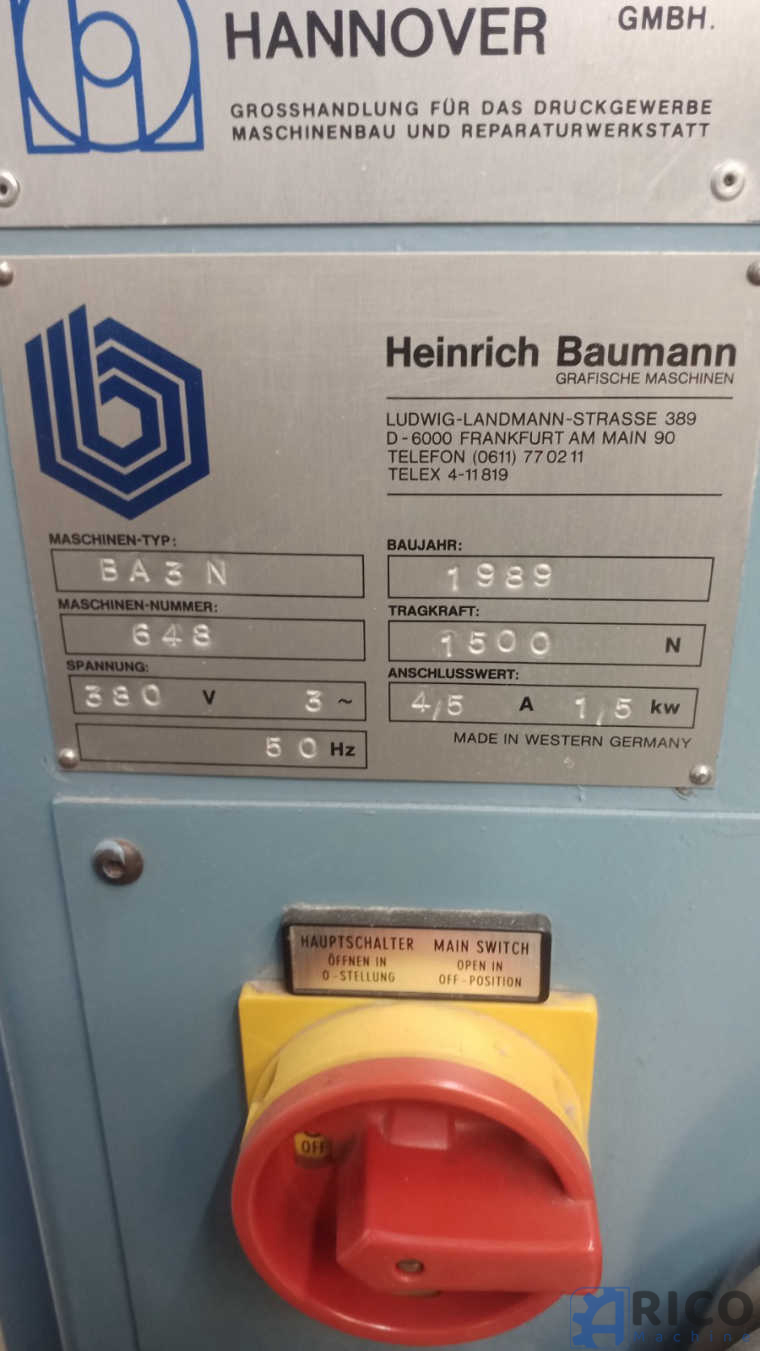 HANNOVER GMBH.
GROSSHANDLUNG FÜR DAS DRUCKGEWERBE
MASCHINENBAU UND REPARATURWERKSTATT
Heinrich Baumann
GRAFISCHE MASCHINEN
LUDWIG-LANDMANN-STRASSE 389
D-6000 FRANKFURT AM MAIN 90
TELEFON (0611) 77 02 11
TELEX 4-11 819
MASCHINEN-TYP:
BA3N
BAUJAHR:
1989
MASCHINEN-NUMMER:
648
TRAGKRAFT:
1500 N
SPANNUNG:
380 V 3 ~
ANSCHLUSSWERT:
4,5 A 1,5 kw
50 Hz
MADE IN WESTERN GERMANY
HAUPTSCHALTER MAIN SWITCH
ÖFFNEN IN OPEN IN
O-STELLUNG OFF-POSITION
OFF
RICO
machine